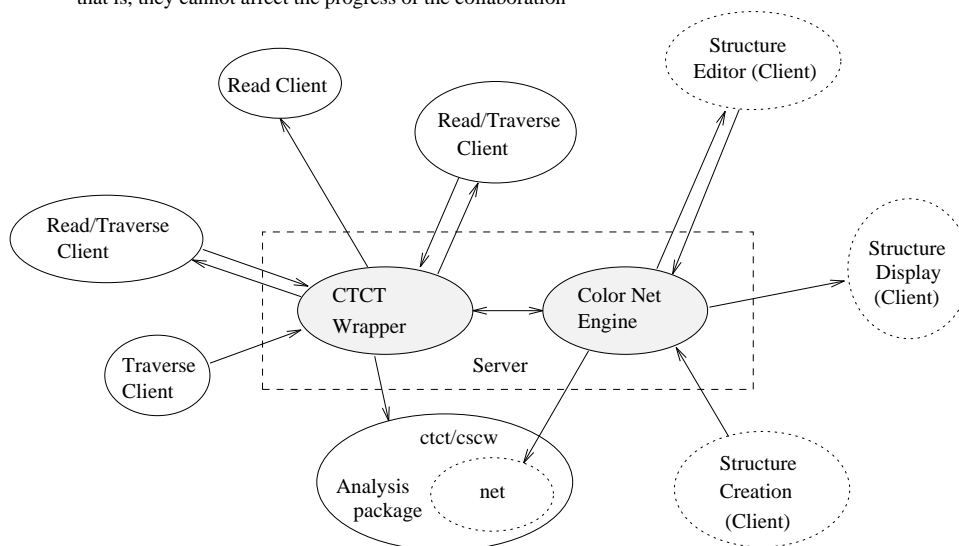 that is, they cannot affect the progress of the collaboration
Structure
Editor (Client)
Read Client
Read/Traverse
Client
Read/Traverse
Client
Structure
Display
(Client)
CTCT
Wrapper
Color Net
Engine
Server
Traverse
Client
ctct/cscw
Analysis
package
net
Structure
Creation
(Client)